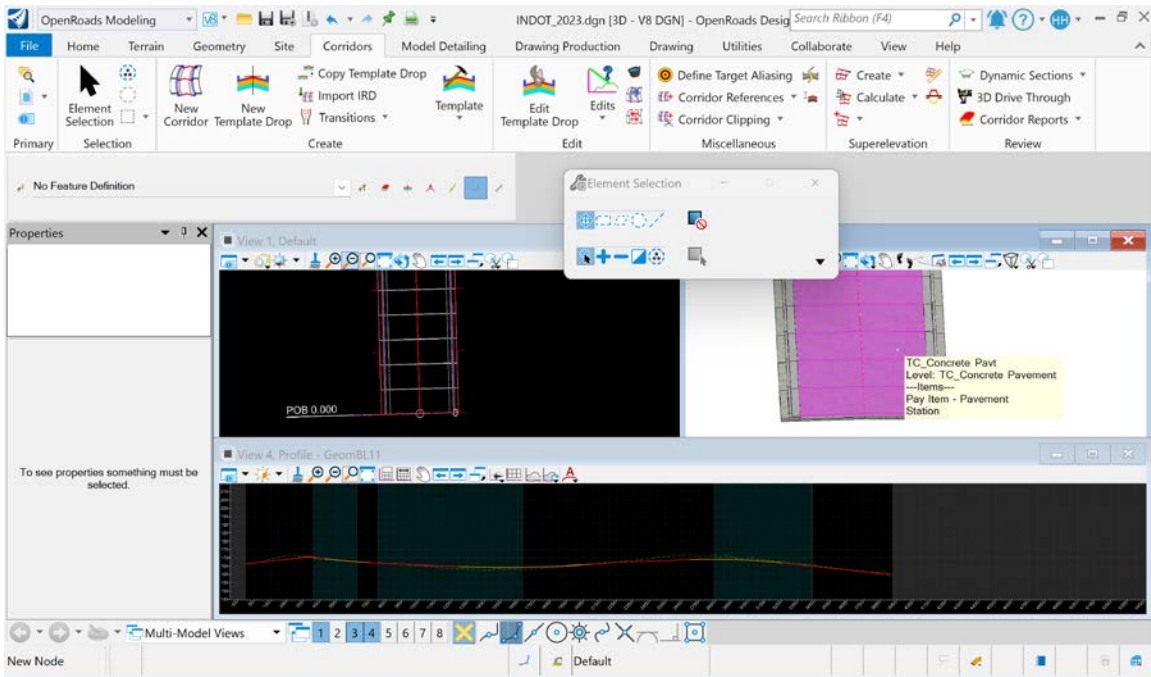 OpenRoads Modeling
INDOT_2023.dgn [3D - V8 DGN] - OpenRoads Desig
Search Ribbon (F4)
HH
File Home Terrain Geometry Site Corridors Model Detailing Drawing Production Drawing Utilities Collaborate View Help
Element Selection
New Corridor
New Template Drop
Copy Template Drop
Import IRD
Transitions
Template
Edit Template Drop
Edits
Define Target Aliasing
Corridor References
Corridor Clipping
Create
Calculate
Dynamic Sections
3D Drive Through
Corridor Reports
Primary Selection Create Edit Miscellaneous Superelevation Review
No Feature Definition
Element Selection
Properties
View 1, Default
POB 0.000
TC_Concrete Pavt
Level: TC_Concrete Pavement
---Items---
Pay Item - Pavement
Station
To see properties something must be
selected.
View 4, Profile - GeomBL11
Multi-Model Views
1 2 3 4 5 6 7 8
New Node
Default